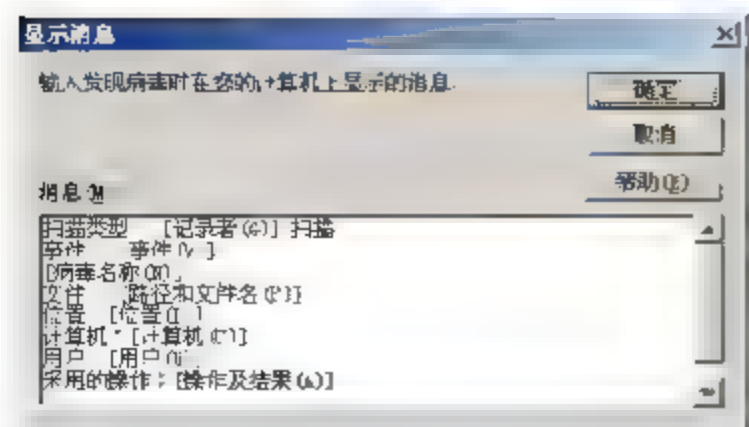 显示消息
输入发现病毒时在您的计算机上显示的消息
确定
取消
帮助(E)
消息(M
扫描类型 [记录者(G)] 扫描
事件 事件(V ]
[病毒名称(N)]
文件 路径和文件名(P)]
位置 [位置(I ]
计算机: [计算机(C)]
用户 [用户(U
采用的操作: [操作及结果(A)]